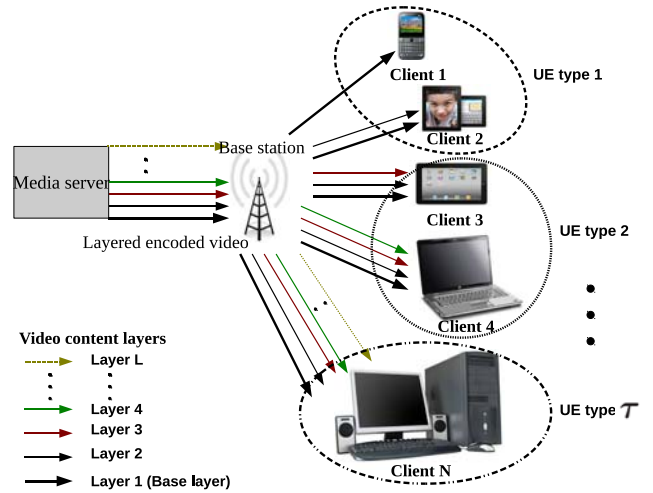 Client 1
UE type 1
Client 2
Base station
Media server
Layered encoded video
Client 3
UE type 2
Client 4
Video content layers
Layer L
Layer 4
Layer 3
Layer 2
Layer 1 (Base layer)
UE type τ
Client N